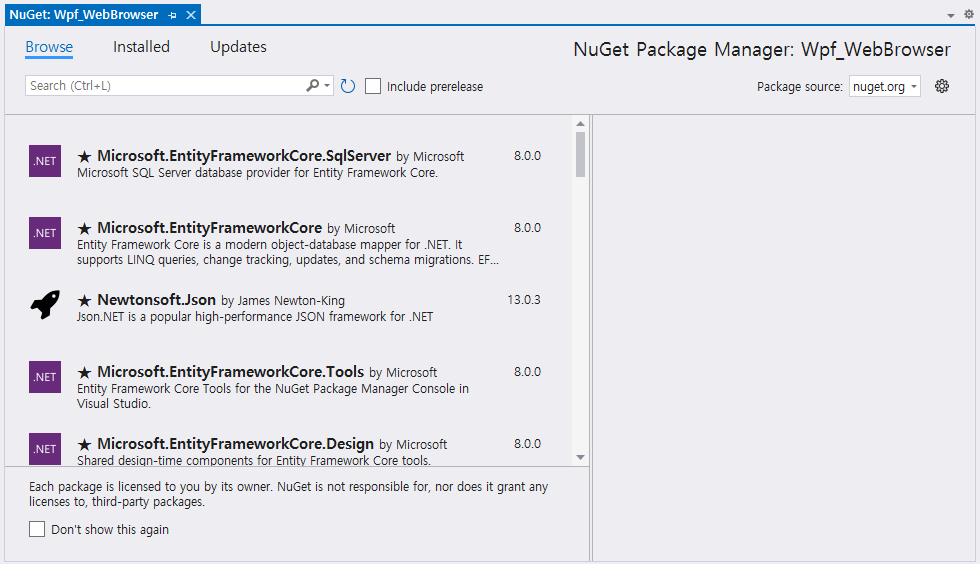 NuGet: Wpf_WebBrowser
Browse Installed Updates
NuGet Package Manager: Wpf_WebBrowser
Search (Ctrl+L)
Include prerelease
Package source: nuget.org
.NET
★ Microsoft.EntityFrameworkCore.SqlServer by Microsoft 8.0.0
Microsoft SQL Server database provider for Entity Framework Core.
.NET
★ Microsoft.EntityFrameworkCore by Microsoft 8.0.0
Entity Framework Core is a modern object-database mapper for .NET. It
supports LINQ queries, change tracking, updates, and schema migrations. EF...
★ Newtonsoft.Json by James Newton-King 13.0.3
Json.NET is a popular high-performance JSON framework for .NET
.NET
★ Microsoft.EntityFrameworkCore.Tools by Microsoft 8.0.0
Entity Framework Core Tools for the NuGet Package Manager Console in
Visual Studio.
.NET
★ Microsoft.EntityFrameworkCore.Design by Microsoft 8.0.0
Shared design-time components for Entity Framework Core tools.
Each package is licensed to you by its owner. NuGet is not responsible for, nor does it grant any
licenses to, third-party packages.
Don't show this again